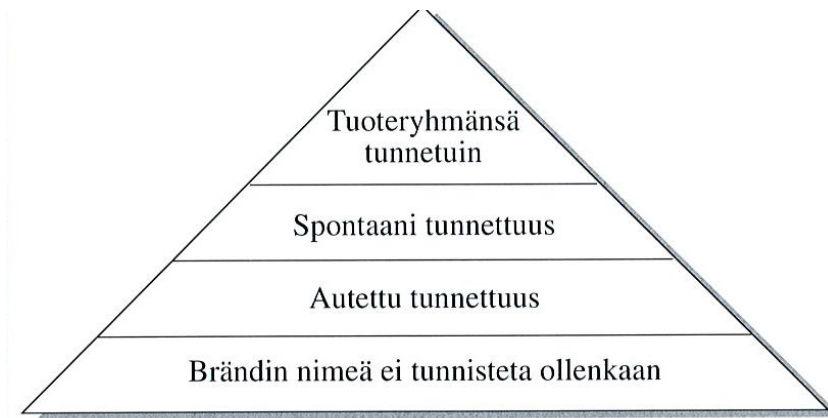 Tuoteryhmänsä
tunnetuin
Spontaani tunnettuus
Autettu tunnettuus
Brändin nimeä ei tunnisteta ollenkaan